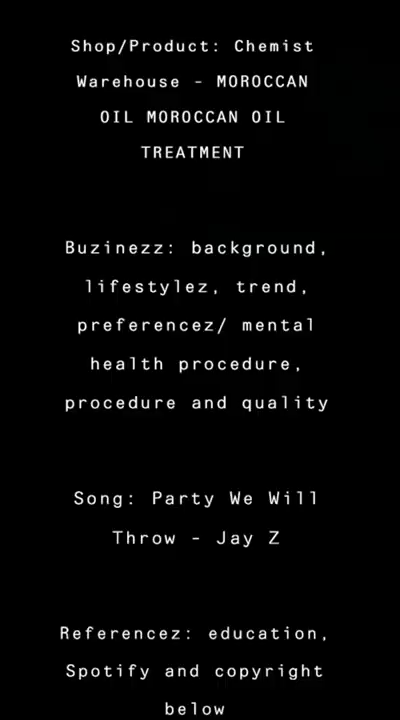 Shop/Product: Chemist
Warehouse - MOROCCAN
OIL MOROCCAN OIL
TREATMENT
Buzinezz: background,
lifestylez, trend,
preferencez/ mental
health procedure,
procedure and quality
Song: Party We Will
Throw - Jay Z
Referencez: education,
Spotify and copyright
below